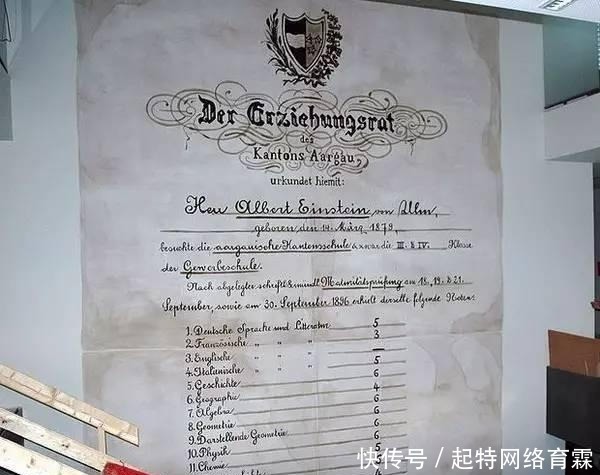 Der Erziehungsrat
des
Kantons Aargau
urkundet hiemit:
Herr Albert Einstein von Ulm,
geboren den 14. März 1879,
besuchte die aargauische Kantonsschule & zwar die III. & IV. Klasse
der Gewerbeschule.
Nach abgelegter schriftl. & mündl. Maturitätsprüfung am 18., 19. & 21.
September, sowie am 30. September 1896 erhielt derselbe folgende Noten:
1. Deutsche Sprache und Litteratur 5
2. Französische " " " 3
3. Englische " " " —
4. Italienische " " " 5
5. Geschichte 6
6. Geographie 4
7. Algebra 6
8. Geometrie 6
9. Darstellende Geometrie 6
10. Physik 6
11. Chemie 5
快传号 / 起特网络育霖